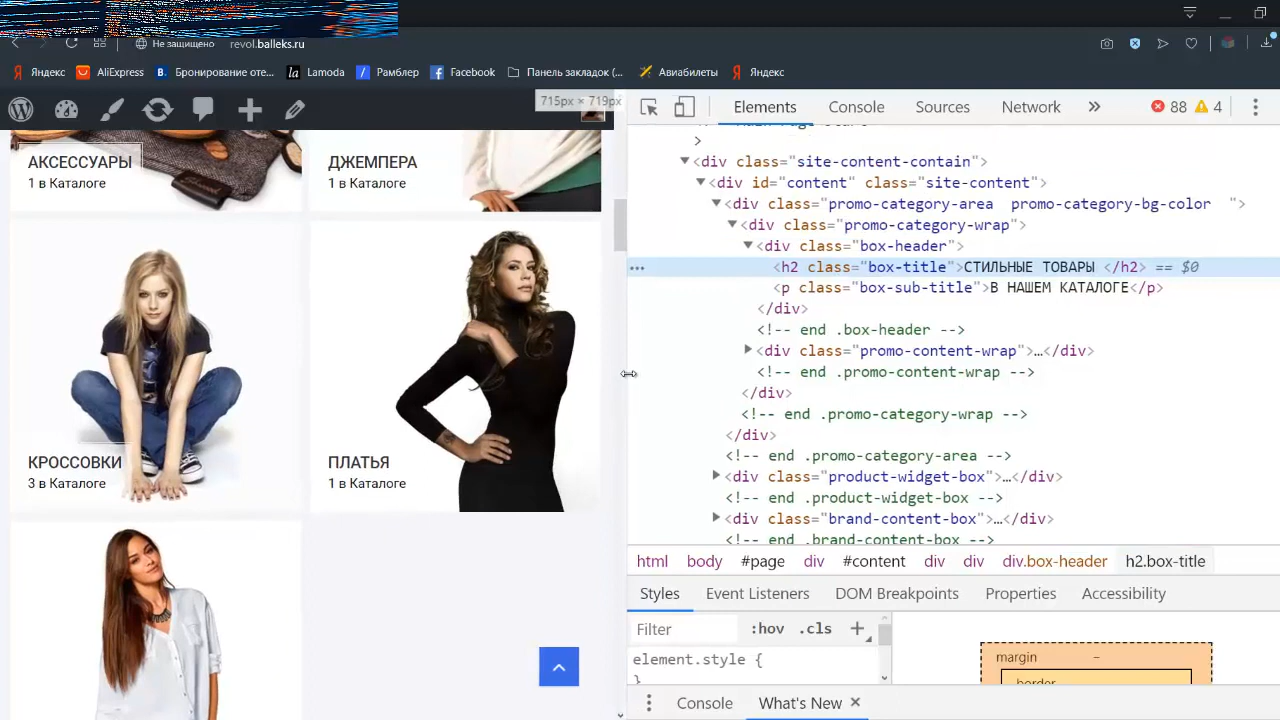 Не защищено revol.balleks.ru
Яндекс AliExpress Бронирование оте... Lamoda Рамблер Facebook Панель закладок (... Авиабилеты Яндекс
715px × 719px
Elements Console Sources Network 88 4
АКСЕССУАРЫ
1 в Каталоге
ДЖЕМПЕРА
1 в Каталоге
КРОССОВКИ
3 в Каталоге
ПЛАТЬЯ
1 в Каталоге
>
<div class="site-content-contain">
<div id="content" class="site-content">
<div class="promo-category-area promo-category-bg-color ">
<div class="promo-category-wrap">
<div class="box-header">
<h2 class="box-title">СТИЛЬНЫЕ ТОВАРЫ </h2> == $0
<p class="box-sub-title">В НАШЕМ КАТАЛОГЕ</p>
</div>
<!-- end .box-header -->
<div class="promo-content-wrap">…</div>
<!-- end .promo-content-wrap -->
</div>
<!-- end .promo-category-wrap -->
</div>
<!-- end .promo-category-area -->
<div class="product-widget-box">…</div>
<!-- end .product-widget-box -->
<div class="brand-content-box">…</div>
<!-- end .brand-content-box -->
html body #page div #content div div div.box-header h2.box-title
Styles Event Listeners DOM Breakpoints Properties Accessibility
Filter :hov .cls +
element.style {
}
margin –
border
Console What's New ×